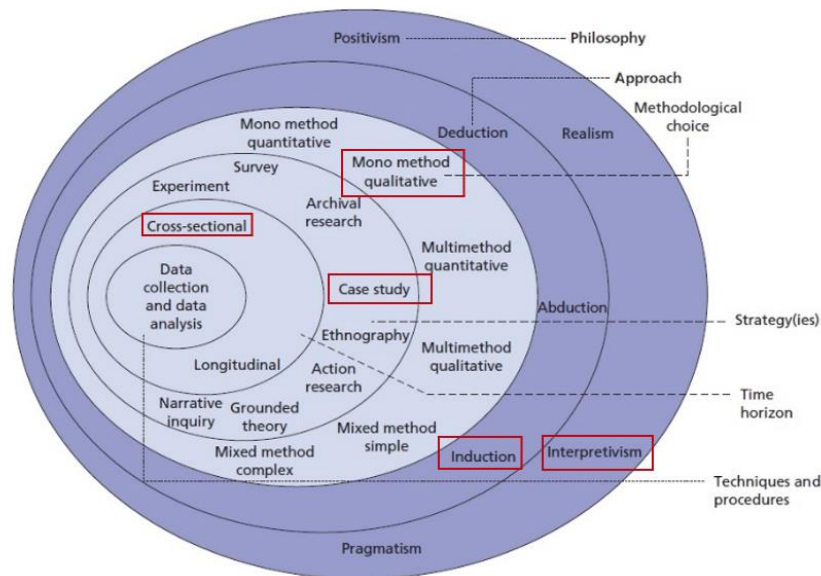 Positivism
Philosophy
Approach
Methodological
choice
Mono method
quantitative
Deduction
Realism
Survey
Mono method
qualitative
Experiment
Archival
research
Cross-sectional
Multimethod
quantitative
Data
collection
and data
analysis
Case study
Abduction
Strategy(ies)
Ethnography
Multimethod
qualitative
Longitudinal
Action
research
Time
horizon
Narrative
inquiry
Grounded
theory
Mixed method
simple
Mixed method
complex
Induction
Interpretivism
Techniques and
procedures
Pragmatism